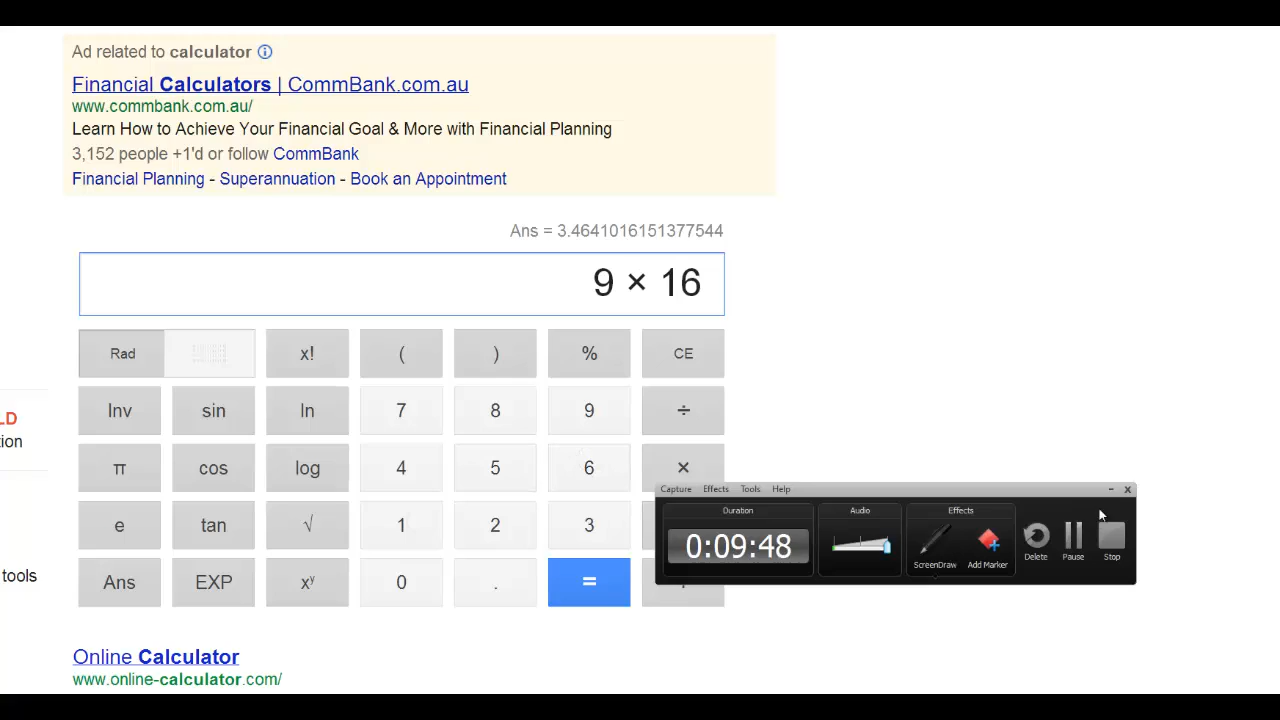 Ad related to calculator
Financial Calculators | CommBank.com.au
www.commbank.com.au/
Learn How to Achieve Your Financial Goal & More with Financial Planning
3,152 people +1'd or follow CommBank
Financial Planning - Superannuation - Book an Appointment
Ans = 3.4641016151377544
9 × 16
Rad x! ( ) % CE
Inv sin ln 7 8 9 ÷
LD
tion
π cos log 4 5 6 ×
e tan √ 1 2 3
tools
Ans EXP xʸ 0 . =
Capture Effects Tools Help
Duration Audio Effects
0:09:48
ScreenDraw Add Marker Delete Pause Stop
Online Calculator
www.online-calculator.com/